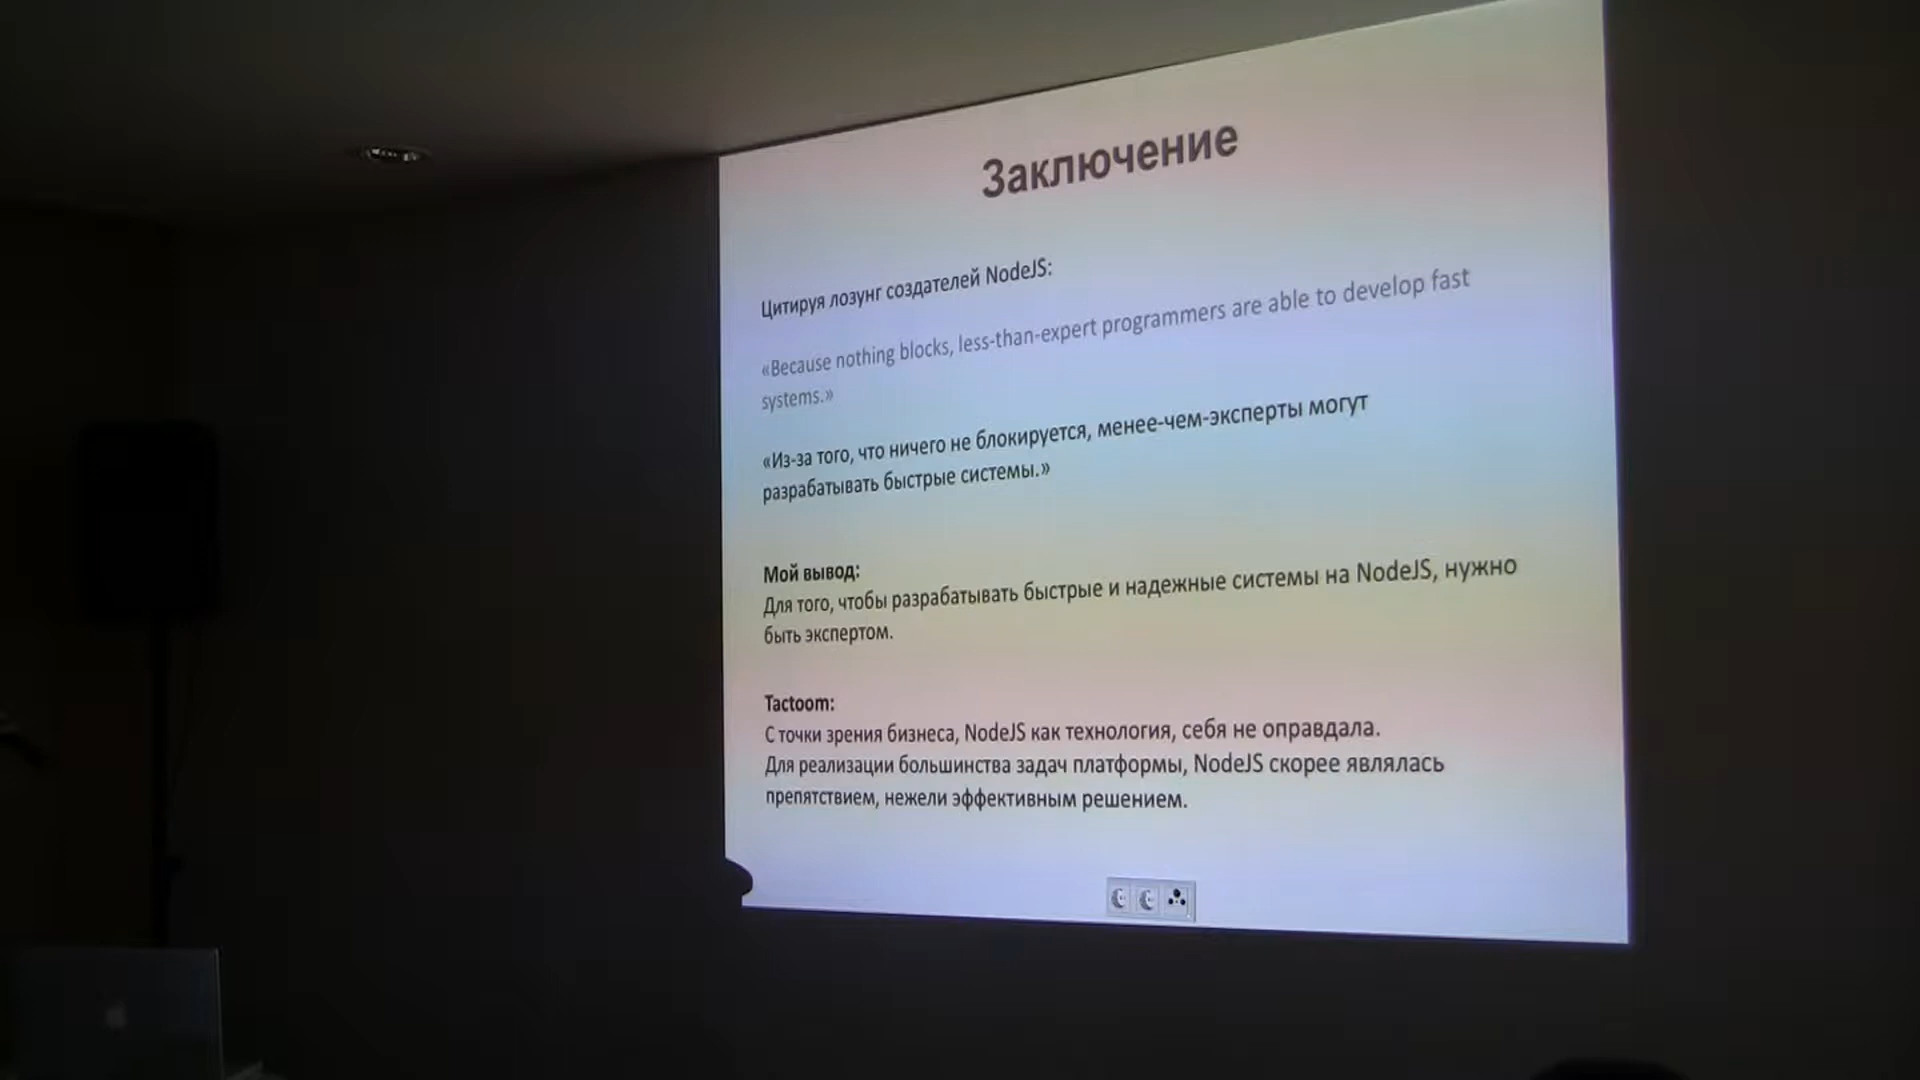 Заключение
Цитируя лозунг создателей NodeJS:
«Because nothing blocks, less-than-expert programmers are able to develop fast
systems.»
«Из-за того, что ничего не блокируется, менее-чем-эксперты могут
разрабатывать быстрые системы.»
Мой вывод:
Для того, чтобы разрабатывать быстрые и надежные системы на NodeJS, нужно
быть экспертом.
Tactoom:
С точки зрения бизнеса, NodeJS как технология, себя не оправдала.
Для реализации большинства задач платформы, NodeJS скорее являлась
препятствием, нежели эффективным решением.